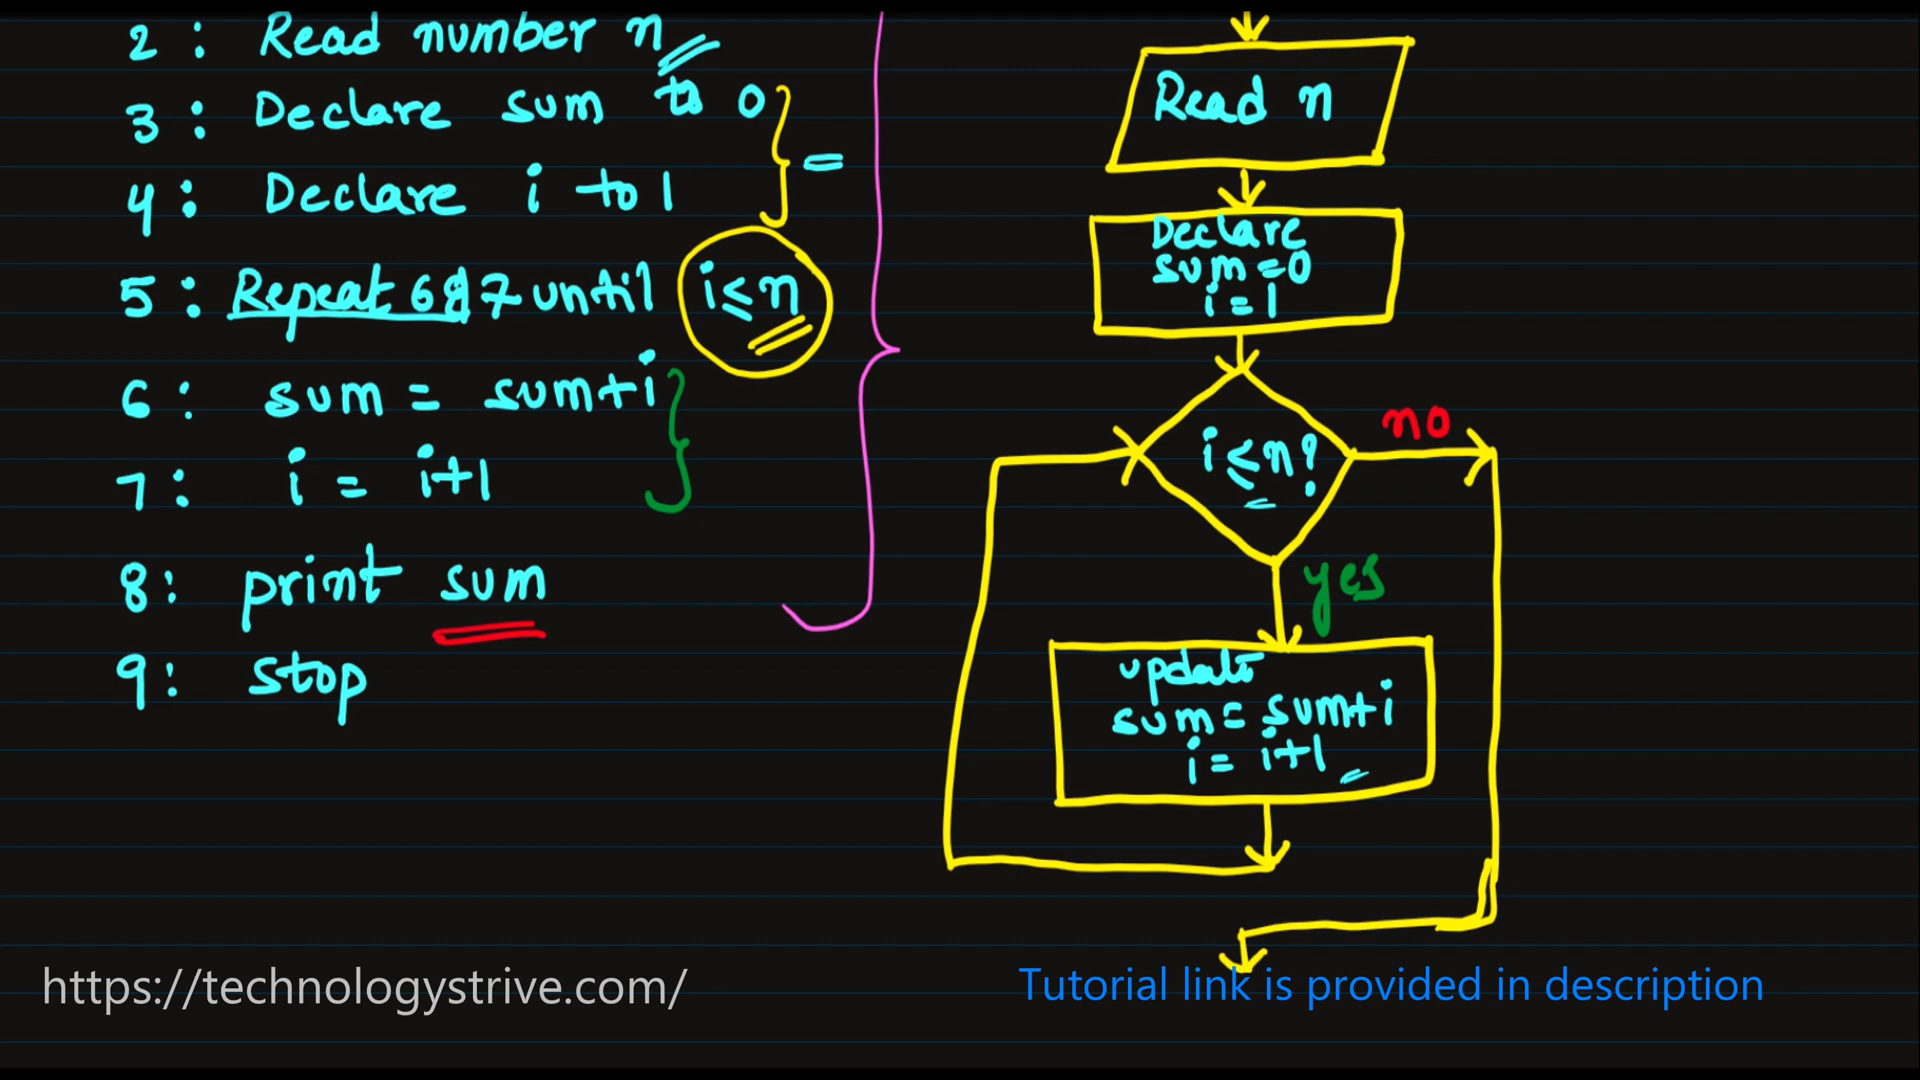 2 : Read number n
3 : Declare sum to 0
4 : Declare i to 1
5 : Repeat 6 & 7 until i ≤ n
6 : sum = sum+i
7 : i = i+1
8 : print sum
9 : stop
Read n
Declare
sum = 0
i = 1
i ≤ n?
no
yes
update
sum = sum+i
i = i+1
https://technologystrive.com/
Tutorial link is provided in description